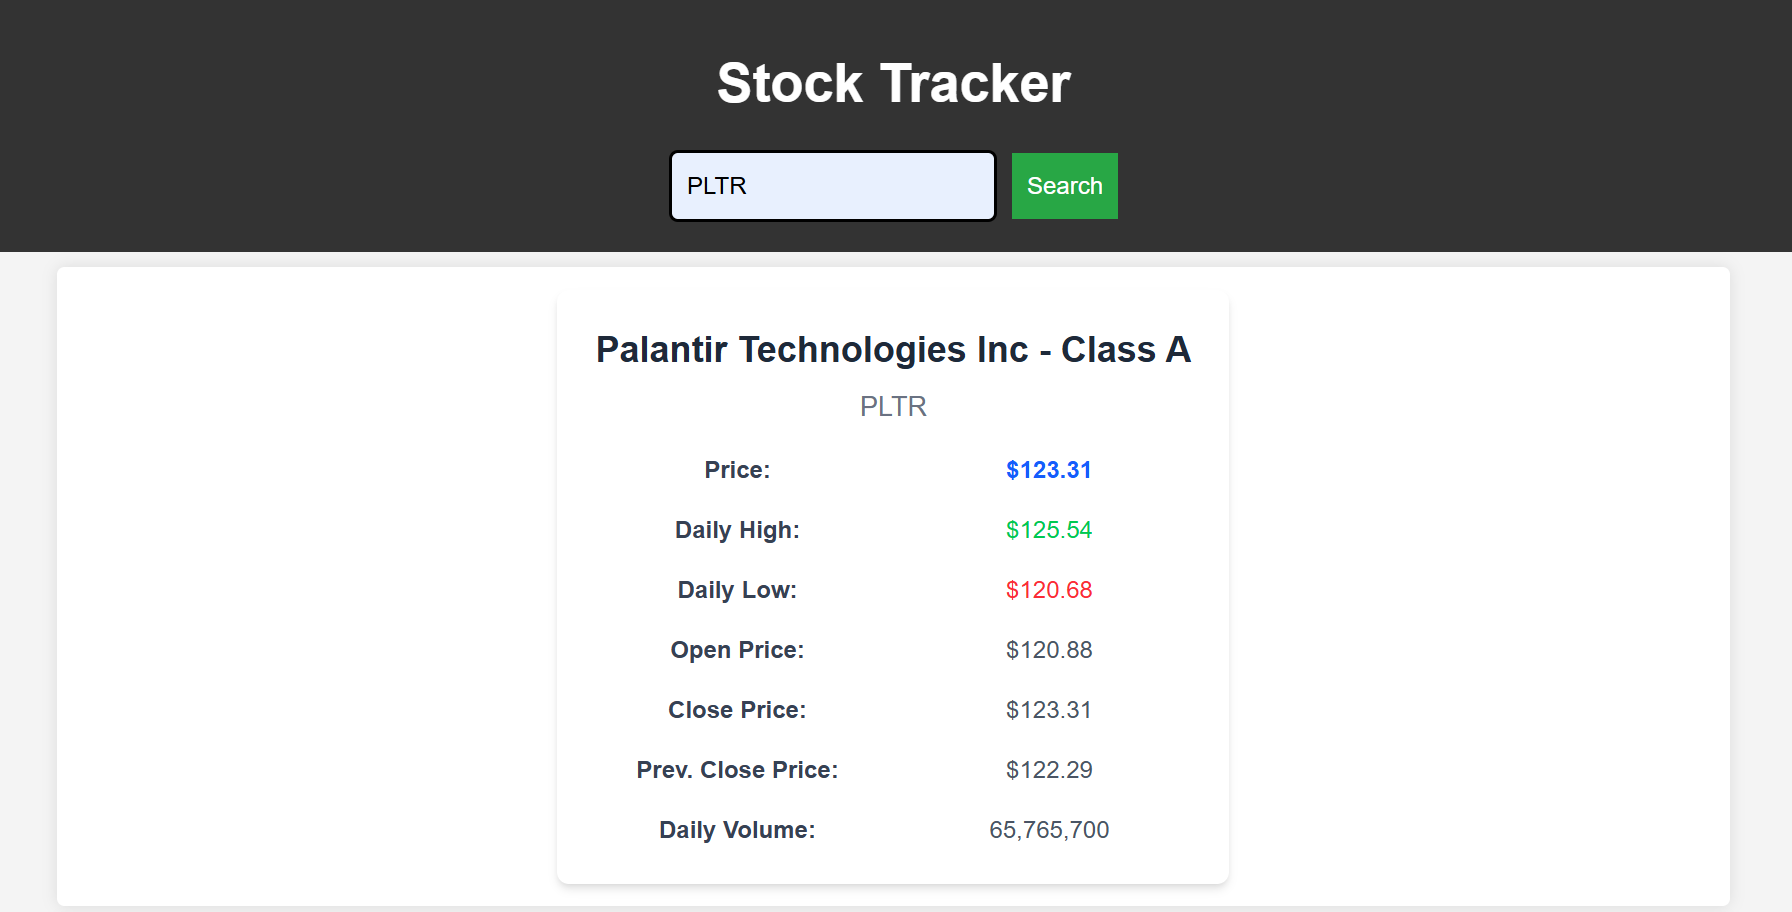 Stock Tracker
PLTR
Search
Palantir Technologies Inc - Class A
PLTR
Price: $123.31
Daily High: $125.54
Daily Low: $120.68
Open Price: $120.88
Close Price: $123.31
Prev. Close Price: $122.29
Daily Volume: 65,765,700